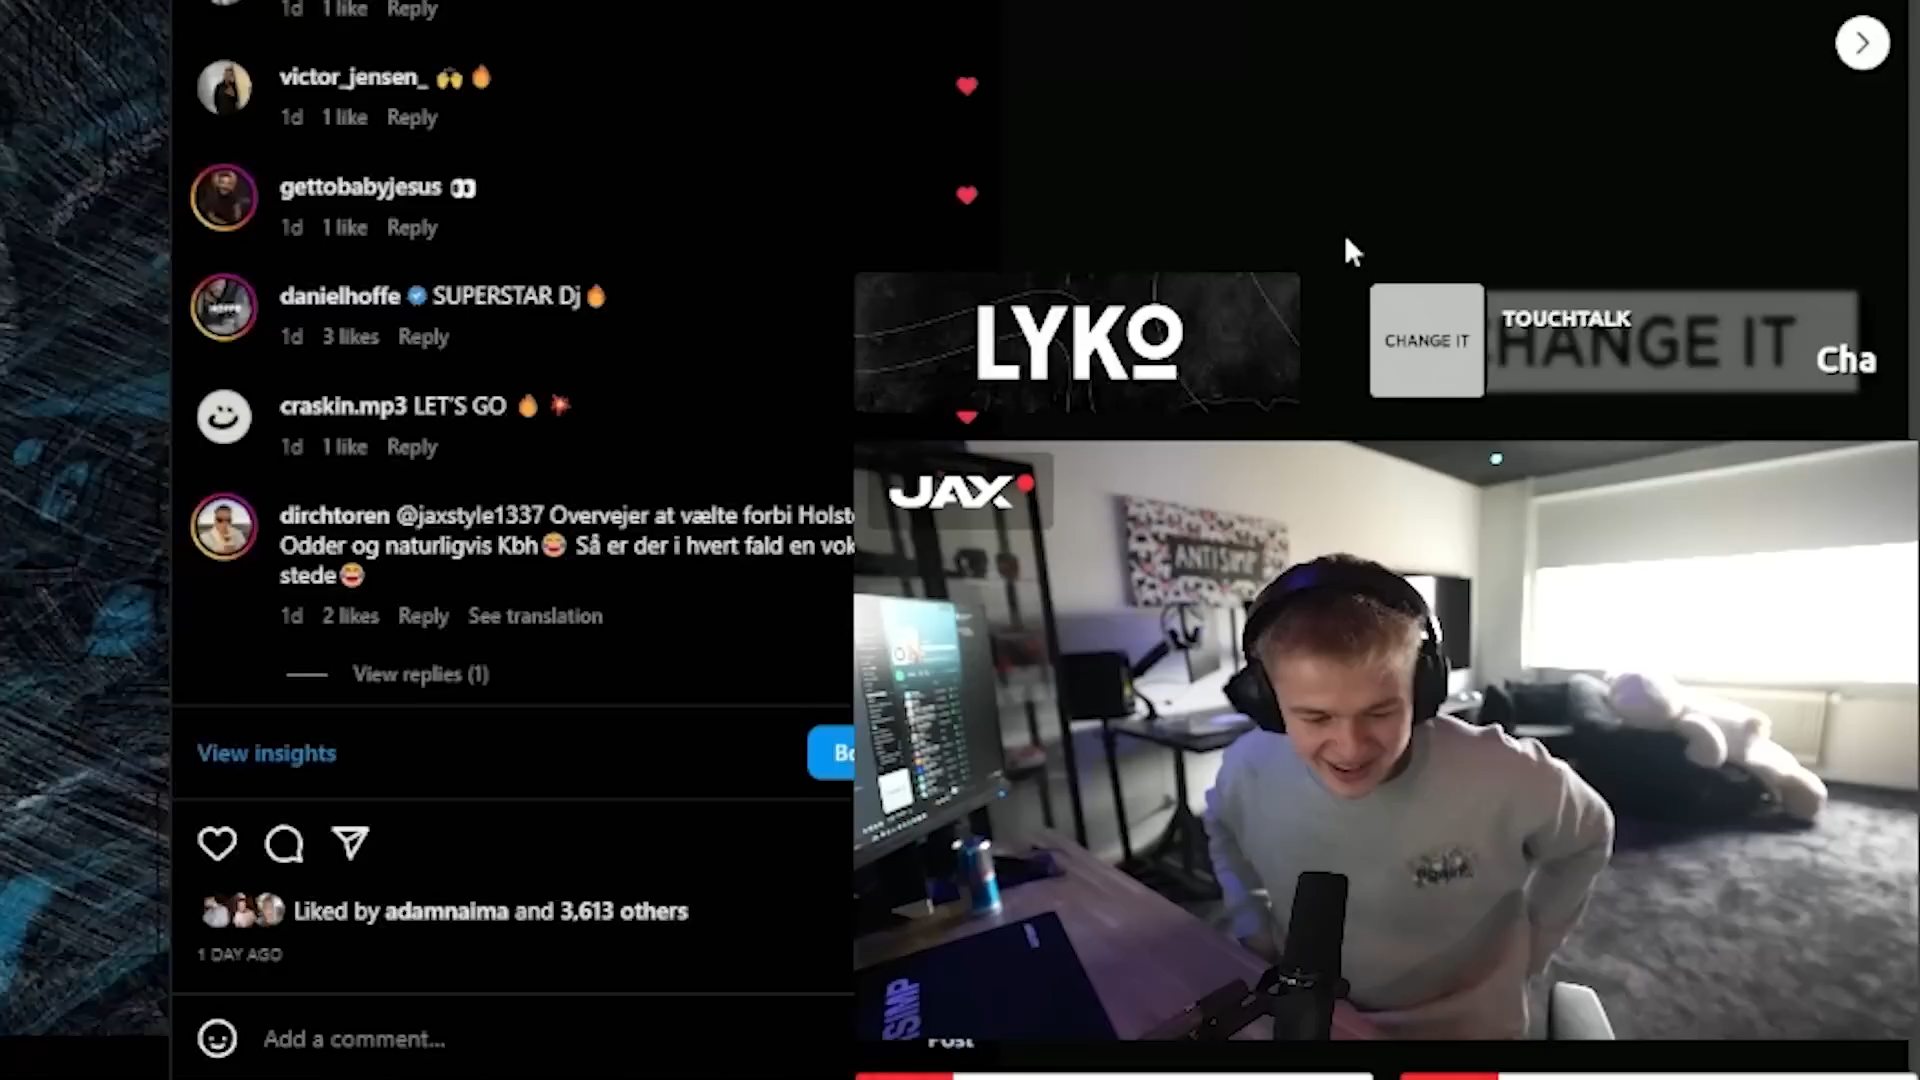 1d 1 like Reply
victor_jensen_ 🙌🔥
1d 1 like Reply
gettobabyjesus 👀
1d 1 like Reply
danielhoffe SUPERSTAR Dj🔥
1d 3 likes Reply
craskin.mp3 LET'S GO 🔥 💥
1d 1 like Reply
dirchtoren @jaxstyle1337 Overvejer at vælte forbi Holst
Odder og naturligvis Kbh😂 Så er der i hvert fald en vok
stede😂
1d 2 likes Reply See translation
View replies (1)
View insights
Liked by adamnaima and 3,613 others
1 DAY AGO
Add a comment...
LYKO
CHANGE IT
TOUCHTALK
CHANGE IT
Cha
JAX
ANTISIMP
Post